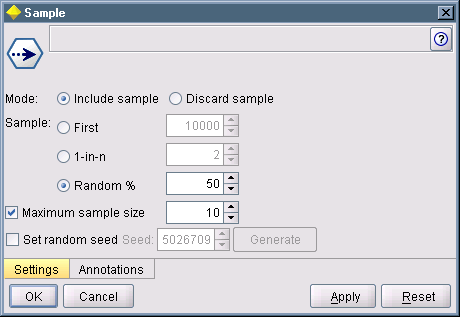 Sample
?
Mode: Include sample Discard sample
Sample: First 10000
1-in-n 2
Random % 50
Maximum sample size 10
Set random seed Seed: 5026709 Generate
Settings Annotations
OK Cancel Apply Reset